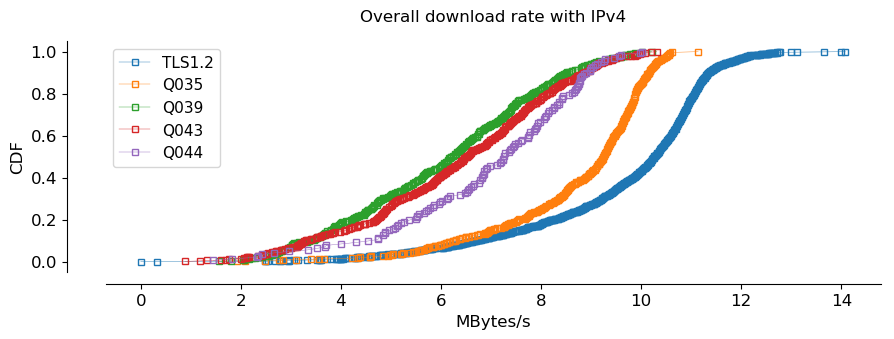 Overall download rate with IPv4
TLS1.2
Q035
Q039
Q043
Q044
CDF
1.0
0.8
0.6
0.4
0.2
0.0
0 2 4 6 8 10 12 14
MBytes/s